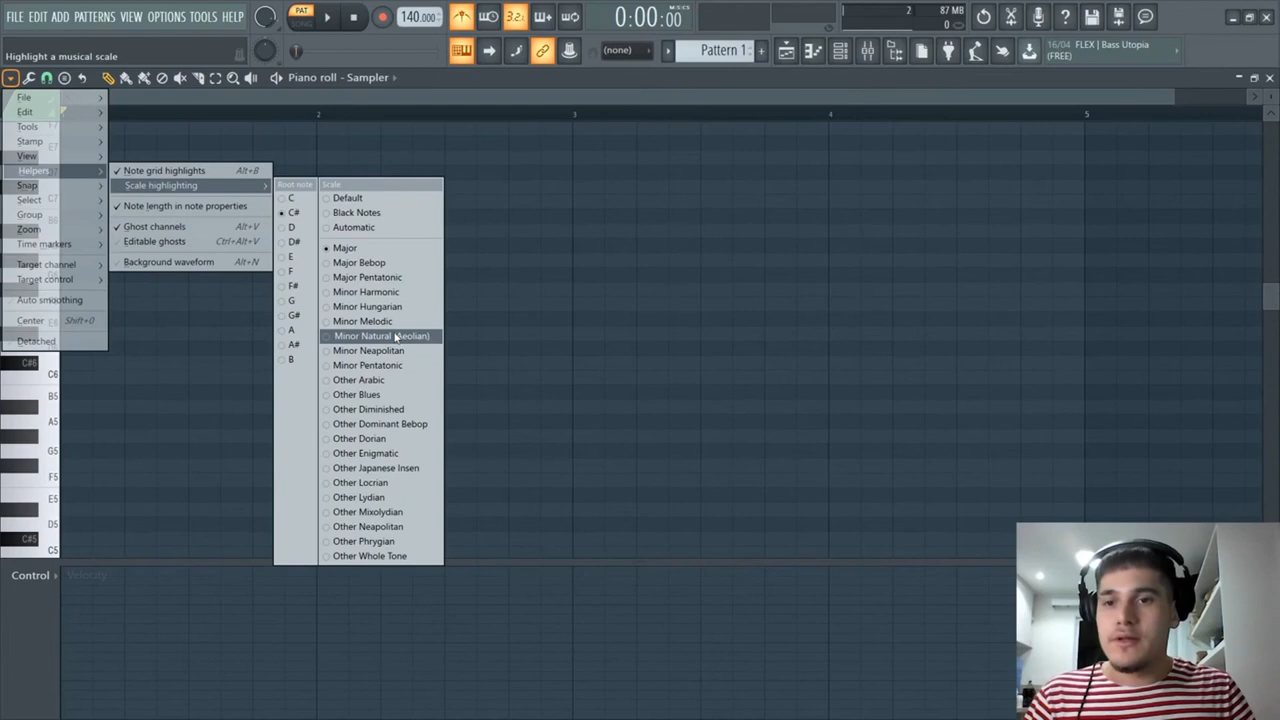 FILE EDIT ADD PATTERNS VIEW OPTIONS TOOLS HELP
PAT
SONG
140.000
3.2.
0:00:00
M:S:CS
2
87 MB
0
Highlight a musical scale
(none)
Pattern 1
16/04 FLEX | Bass Utopia
(FREE)
Piano roll - Sampler
2
3
4
5
File
Edit
Tools
Stamp
View
Helpers
Snap
Select
Group
Zoom
Time markers
Target channel
Target control
Auto smoothing
Center Shift+0
Detached
Note grid highlights Alt+B
Scale highlighting
Note length in note properties
Ghost channels Alt+V
Editable ghosts Ctrl+Alt+V
Background waveform Alt+N
Root note
C
C#
D
D#
E
F
F#
G
G#
A
A#
B
Scale
Default
Black Notes
Automatic
Major
Major Bebop
Major Pentatonic
Minor Harmonic
Minor Hungarian
Minor Melodic
Minor Natural (Aeolian)
Minor Neapolitan
Minor Pentatonic
Other Arabic
Other Blues
Other Diminished
Other Dominant Bebop
Other Dorian
Other Enigmatic
Other Japanese Insen
Other Locrian
Other Lydian
Other Mixolydian
Other Neapolitan
Other Phrygian
Other Whole Tone
C#6
C6
B5
A5
G5
F5
E5
D5
C#5
C5
Control
Velocity